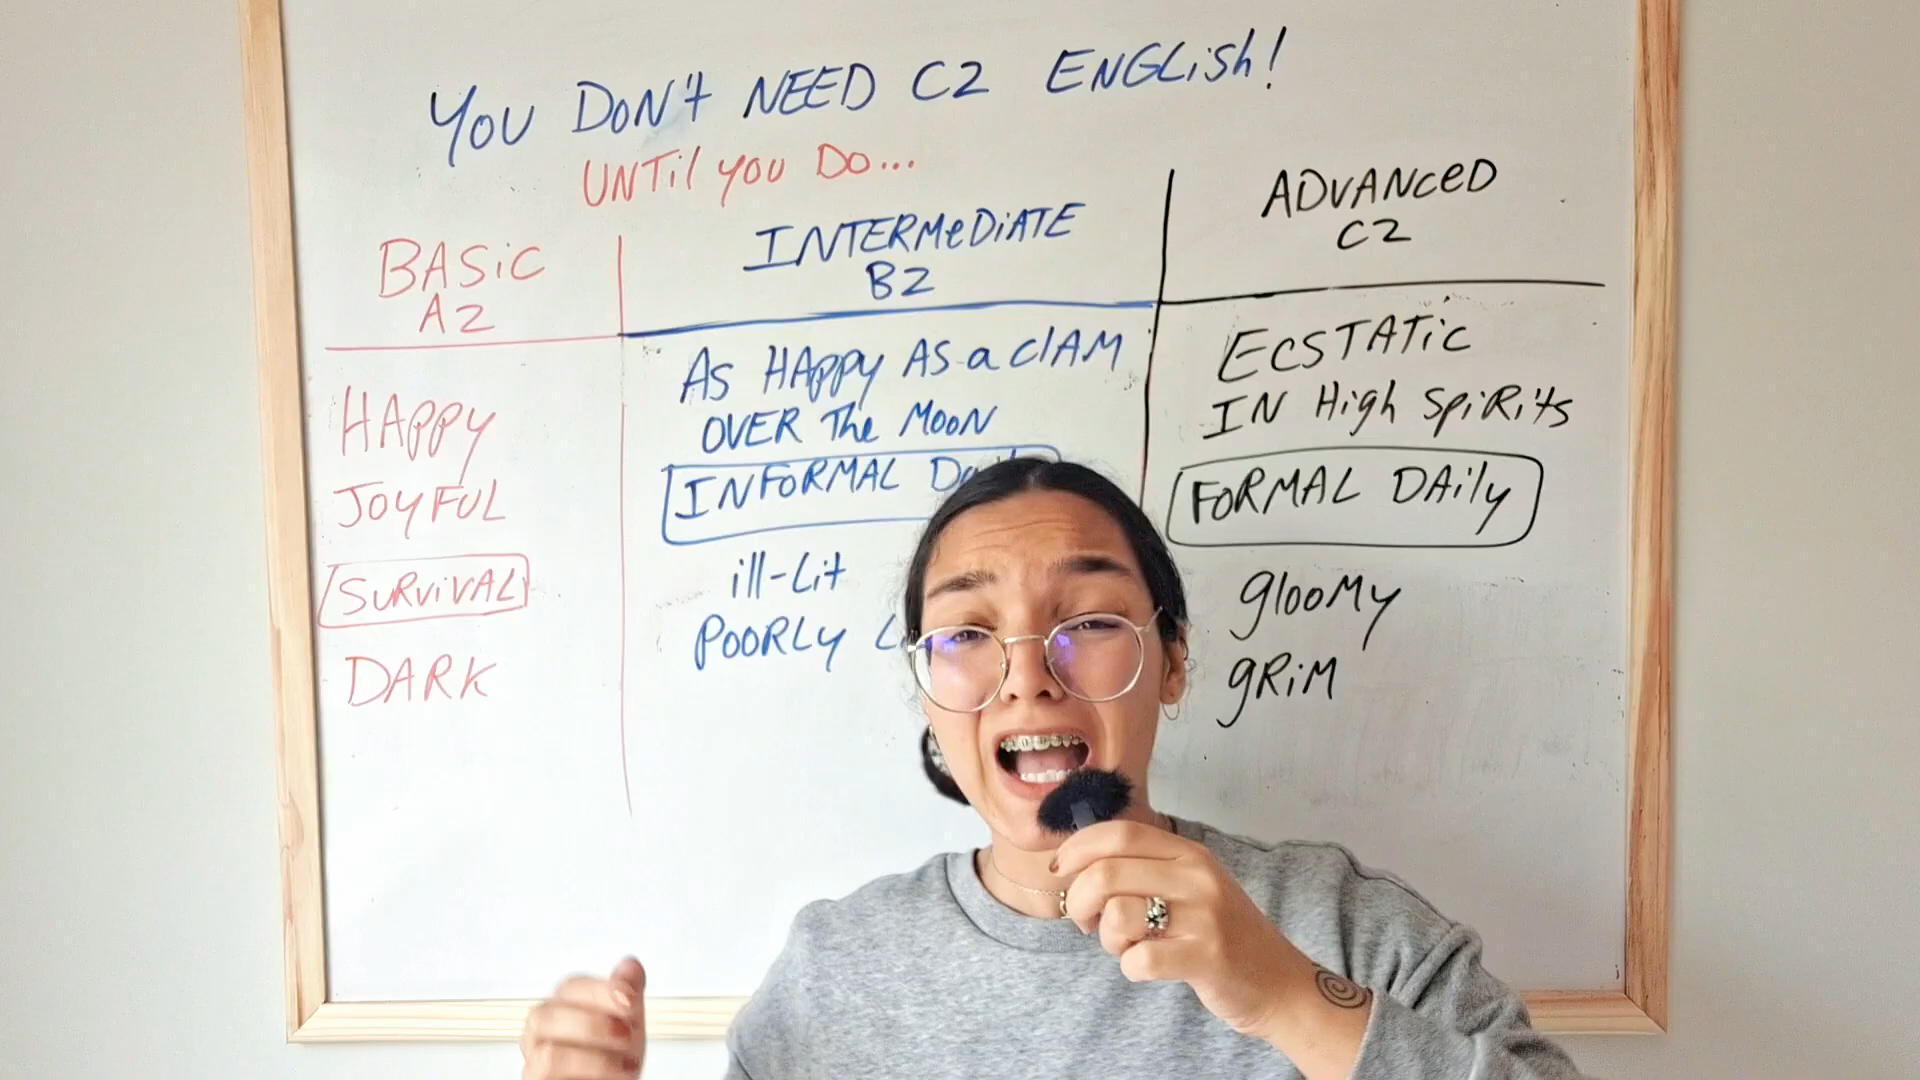 YOU DON't NEED C2 ENGLiSh!
UNTil you Do...
BASiC
A2
HAppy
JOYFUL
SURViVAL
DARK
INTERMeDiATE
B2
As HAppy AS a clAM
OVER The MooN
INFORMAL
ill-Lit
POORLy
ADVANceD
C2
EcSTATic
IN High SpiRits
FoRMAL DAily
glooMy
gRiM